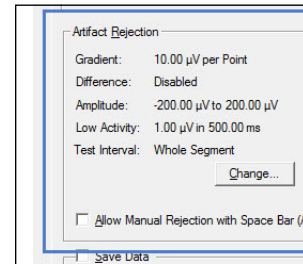 Artifact Rejection
Gradient: 10.00 µV per Point
Difference: Disabled
Amplitude: -200.00 µV to 200.00 µV
Low Activity: 1.00 µV in 500.00 ms
Test Interval: Whole Segment
Change...
Allow Manual Rejection with Space Bar (
Save Data